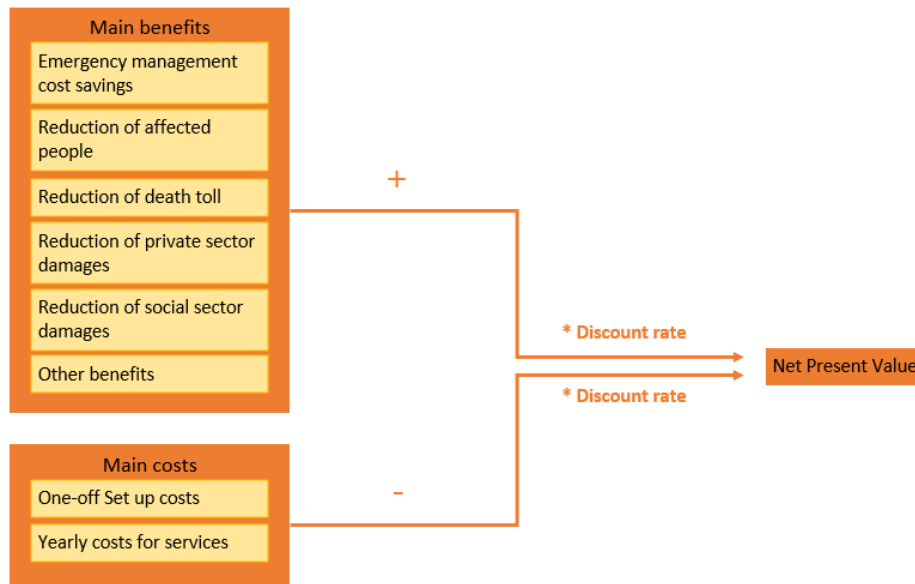 Main benefits
Emergency management
cost savings
Reduction of affected
people
Reduction of death toll
Reduction of private sector
damages
Reduction of social sector
damages
Other benefits
+
* Discount rate
Net Present Value
* Discount rate
Main costs
One-off Set up costs
Yearly costs for services
-